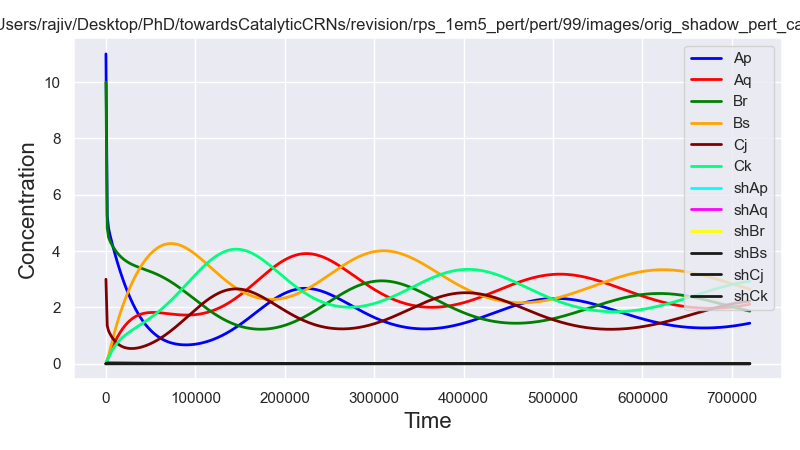 Users/rajiv/Desktop/PhD/towardsCatalyticCRNs/revision/rps_1em5_pert/pert/99/images/orig_shadow_pert_ca
Concentration
10
8
6
4
2
0
0
100000
200000
300000
400000
500000
600000
700000
Time
Ap
Aq
Br
Bs
Cj
Ck
shAp
shAq
shBr
shBs
shCj
shCk